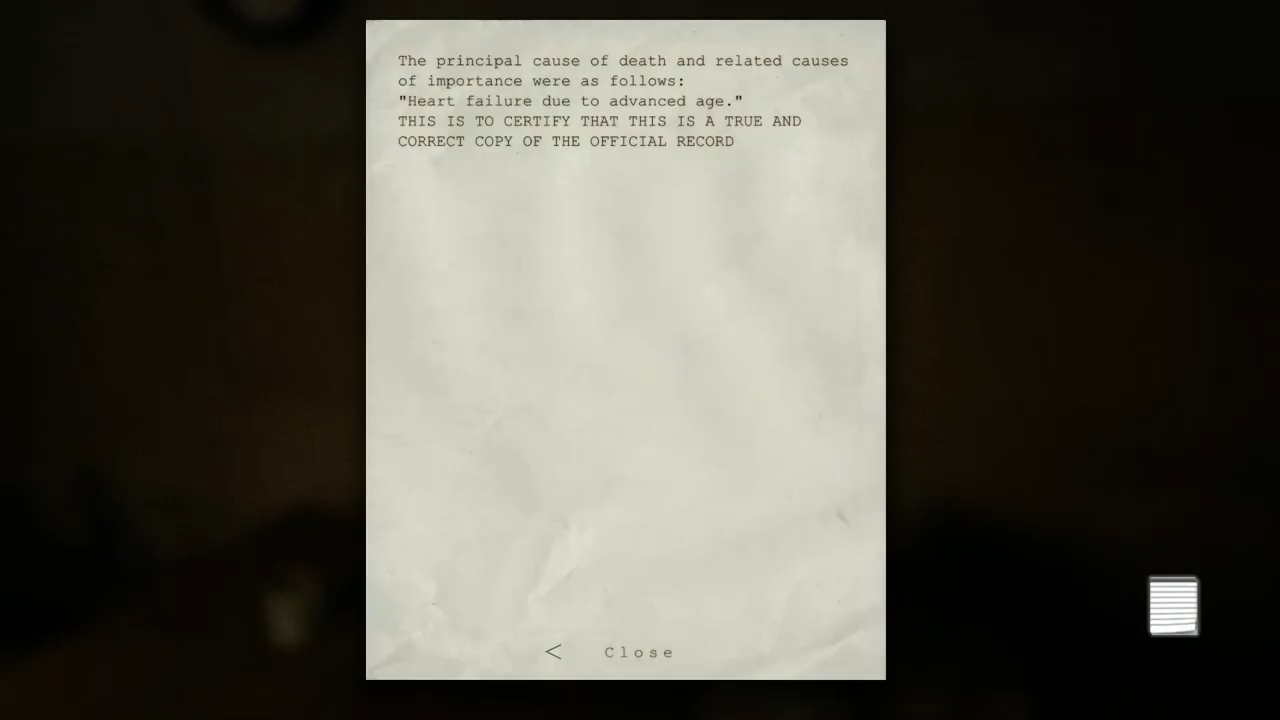 The principal cause of death and related causes
of importance were as follows:
"Heart failure due to advanced age."
THIS IS TO CERTIFY THAT THIS IS A TRUE AND
CORRECT COPY OF THE OFFICIAL RECORD
< Close